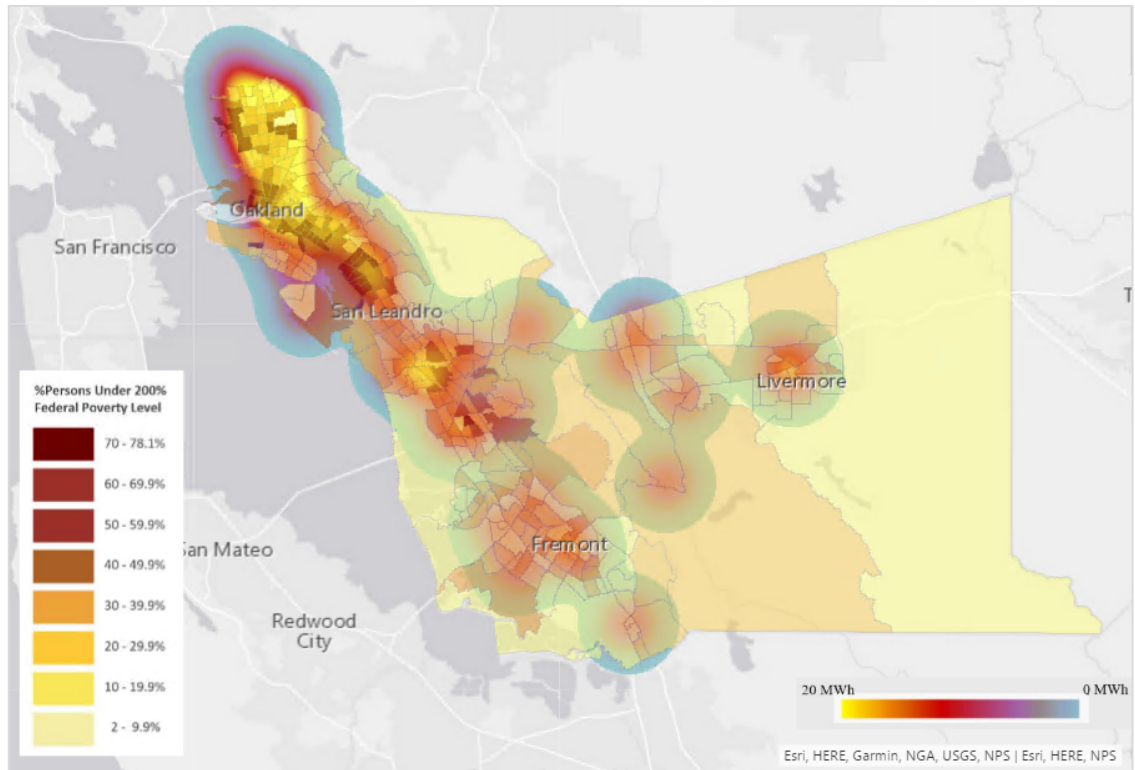 Oakland
San Francisco
San Leandro
Livermore
%Persons Under 200%
Federal Poverty Level
70 - 78.1%
60 - 69.9%
50 - 59.9%
40 - 49.9%
30 - 39.9%
20 - 29.9%
10 - 19.9%
2 - 9.9%
Fremont
San Mateo
Redwood
City
20 MWh
0 MWh
Esri, HERE, Garmin, NGA, USGS, NPS | Esri, HERE, NPS